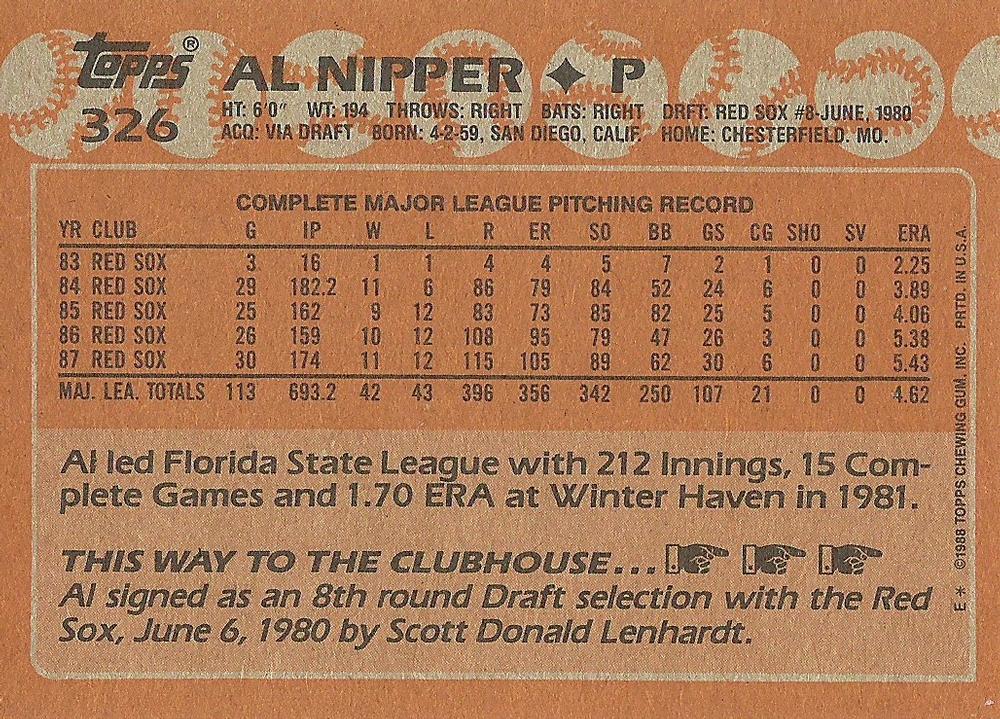 topps®
326
AL NIPPER ✦ P
HT: 6'0" WT: 194 THROWS: RIGHT BATS: RIGHT DRFT: RED SOX #8-JUNE, 1980
ACQ: VIA DRAFT BORN: 4-2-59, SAN DIEGO, CALIF. HOME: CHESTERFIELD. MO.
COMPLETE MAJOR LEAGUE PITCHING RECORD
YR CLUB G IP W L R ER SO BB GS CG SHO SV ERA
83 RED SOX 3 16 1 1 4 4 5 7 2 1 0 0 2.25
84 RED SOX 29 182.2 11 6 86 79 84 52 24 6 0 0 3.89
85 RED SOX 25 162 9 12 83 73 85 82 25 5 0 0 4.06
86 RED SOX 26 159 10 12 108 95 79 47 26 3 0 0 5.38
87 RED SOX 30 174 11 12 115 105 89 62 30 6 0 0 5.43
MAJ. LEA. TOTALS 113 693.2 42 43 396 356 342 250 107 21 0 0 4.62
Al led Florida State League with 212 Innings, 15 Com-
plete Games and 1.70 ERA at Winter Haven in 1981.
THIS WAY TO THE CLUBHOUSE...
Al signed as an 8th round Draft selection with the Red
Sox, June 6, 1980 by Scott Donald Lenhardt.
E* ©1988 TOPPS CHEWING GUM, INC. PRTD. IN U.S.A.